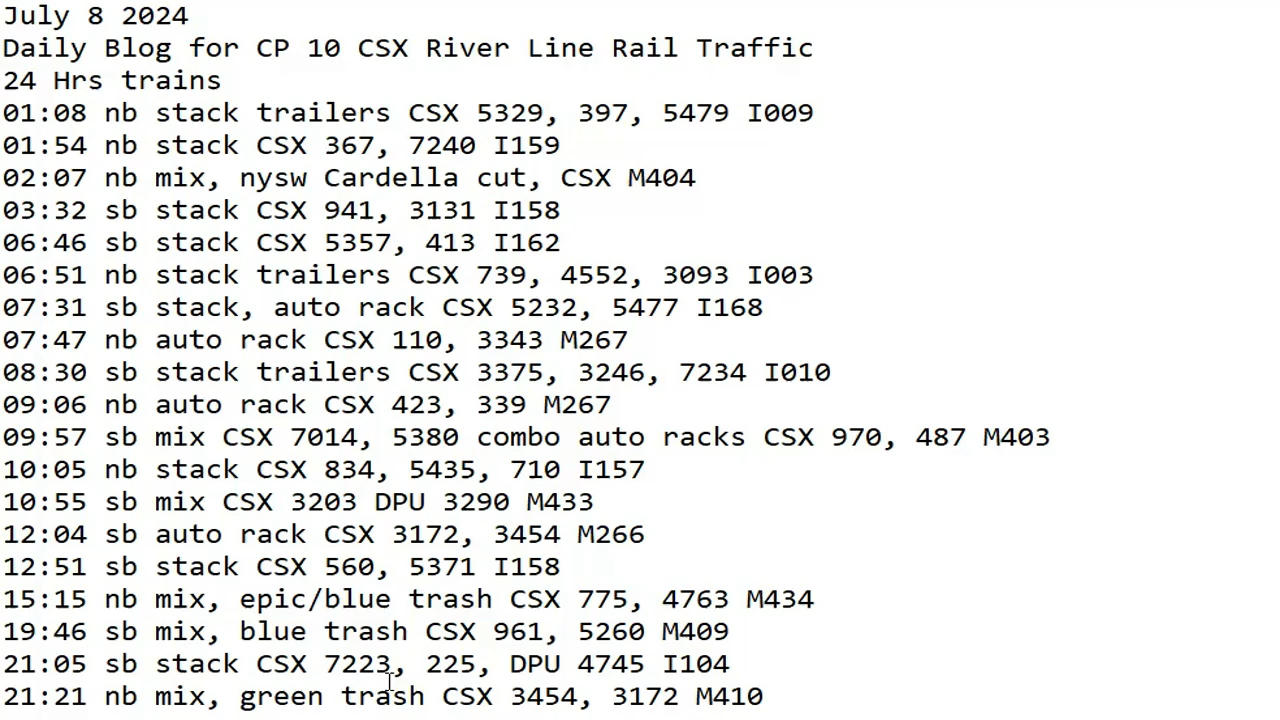 July 8 2024
Daily Blog for CP 10 CSX River Line Rail Traffic
24 Hrs trains
01:08 nb stack trailers CSX 5329, 397, 5479 I009
01:54 nb stack CSX 367, 7240 I159
02:07 nb mix, nysw Cardella cut, CSX M404
03:32 sb stack CSX 941, 3131 I158
06:46 sb stack CSX 5357, 413 I162
06:51 nb stack trailers CSX 739, 4552, 3093 I003
07:31 sb stack, auto rack CSX 5232, 5477 I168
07:47 nb auto rack CSX 110, 3343 M267
08:30 sb stack trailers CSX 3375, 3246, 7234 I010
09:06 nb auto rack CSX 423, 339 M267
09:57 sb mix CSX 7014, 5380 combo auto racks CSX 970, 487 M403
10:05 nb stack CSX 834, 5435, 710 I157
10:55 sb mix CSX 3203 DPU 3290 M433
12:04 sb auto rack CSX 3172, 3454 M266
12:51 sb stack CSX 560, 5371 I158
15:15 nb mix, epic/blue trash CSX 775, 4763 M434
19:46 sb mix, blue trash CSX 961, 5260 M409
21:05 sb stack CSX 7223, 225, DPU 4745 I104
21:21 nb mix, green trash CSX 3454, 3172 M410